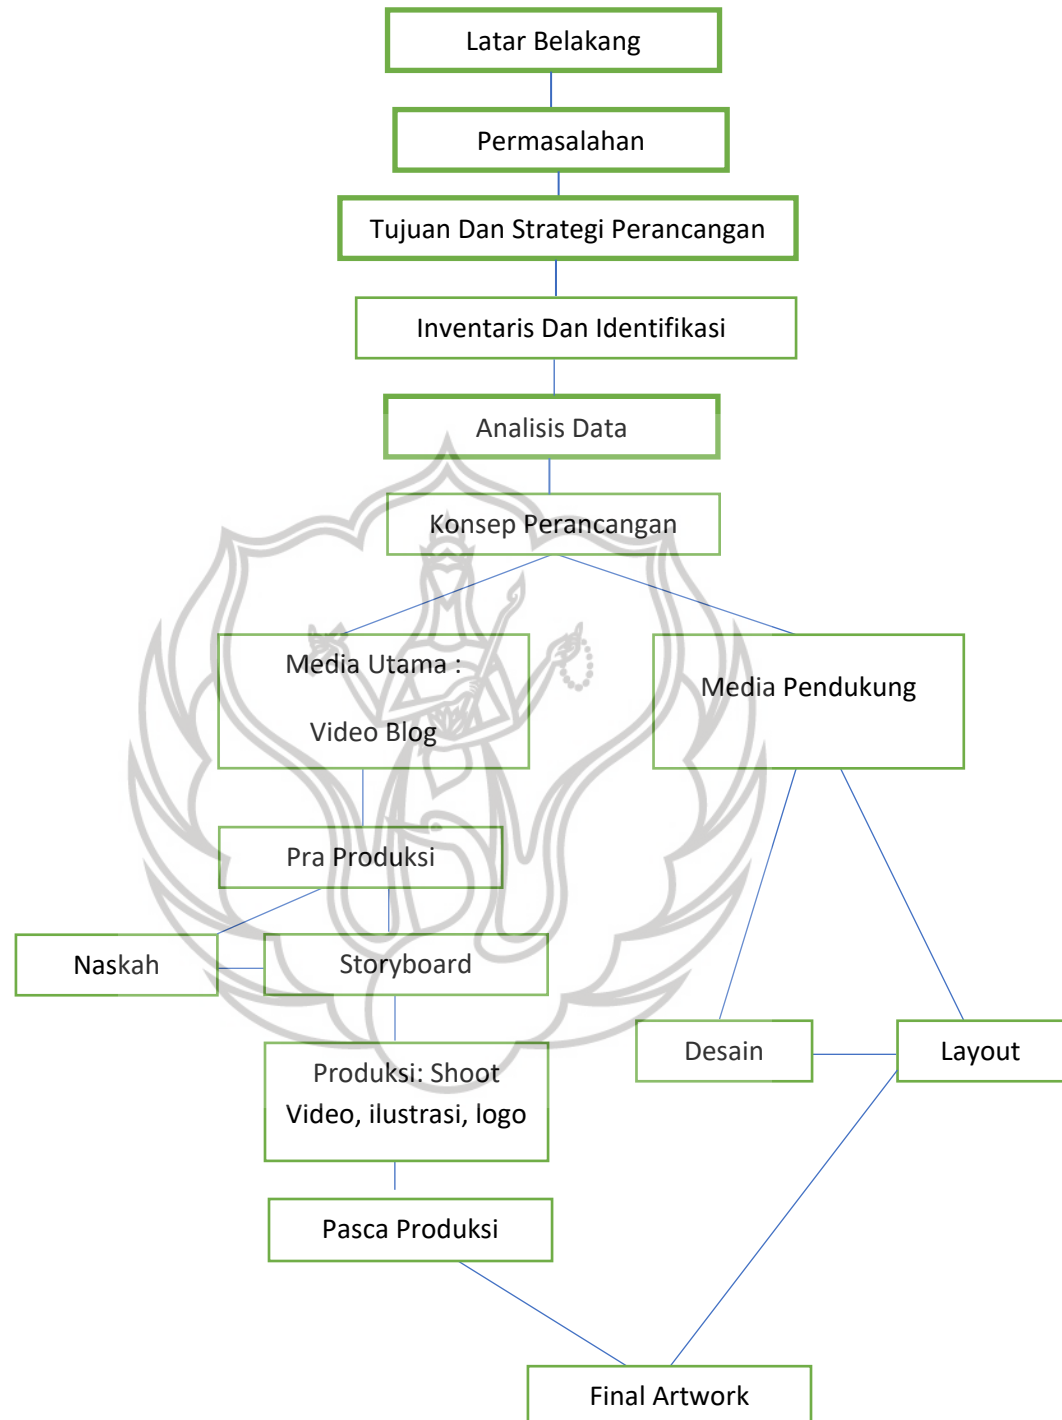 Latar Belakang
Permasalahan
Tujuan Dan Strategi Perancangan
Inventaris Dan Identifikasi
Analisis Data
Konsep Perancangan
Media Utama :
Video Blog
Media Pendukung
Pra Produksi
Naskah
Storyboard
Desain
Layout
Produksi: Shoot
Video, ilustrasi, logo
Pasca Produksi
Final Artwork